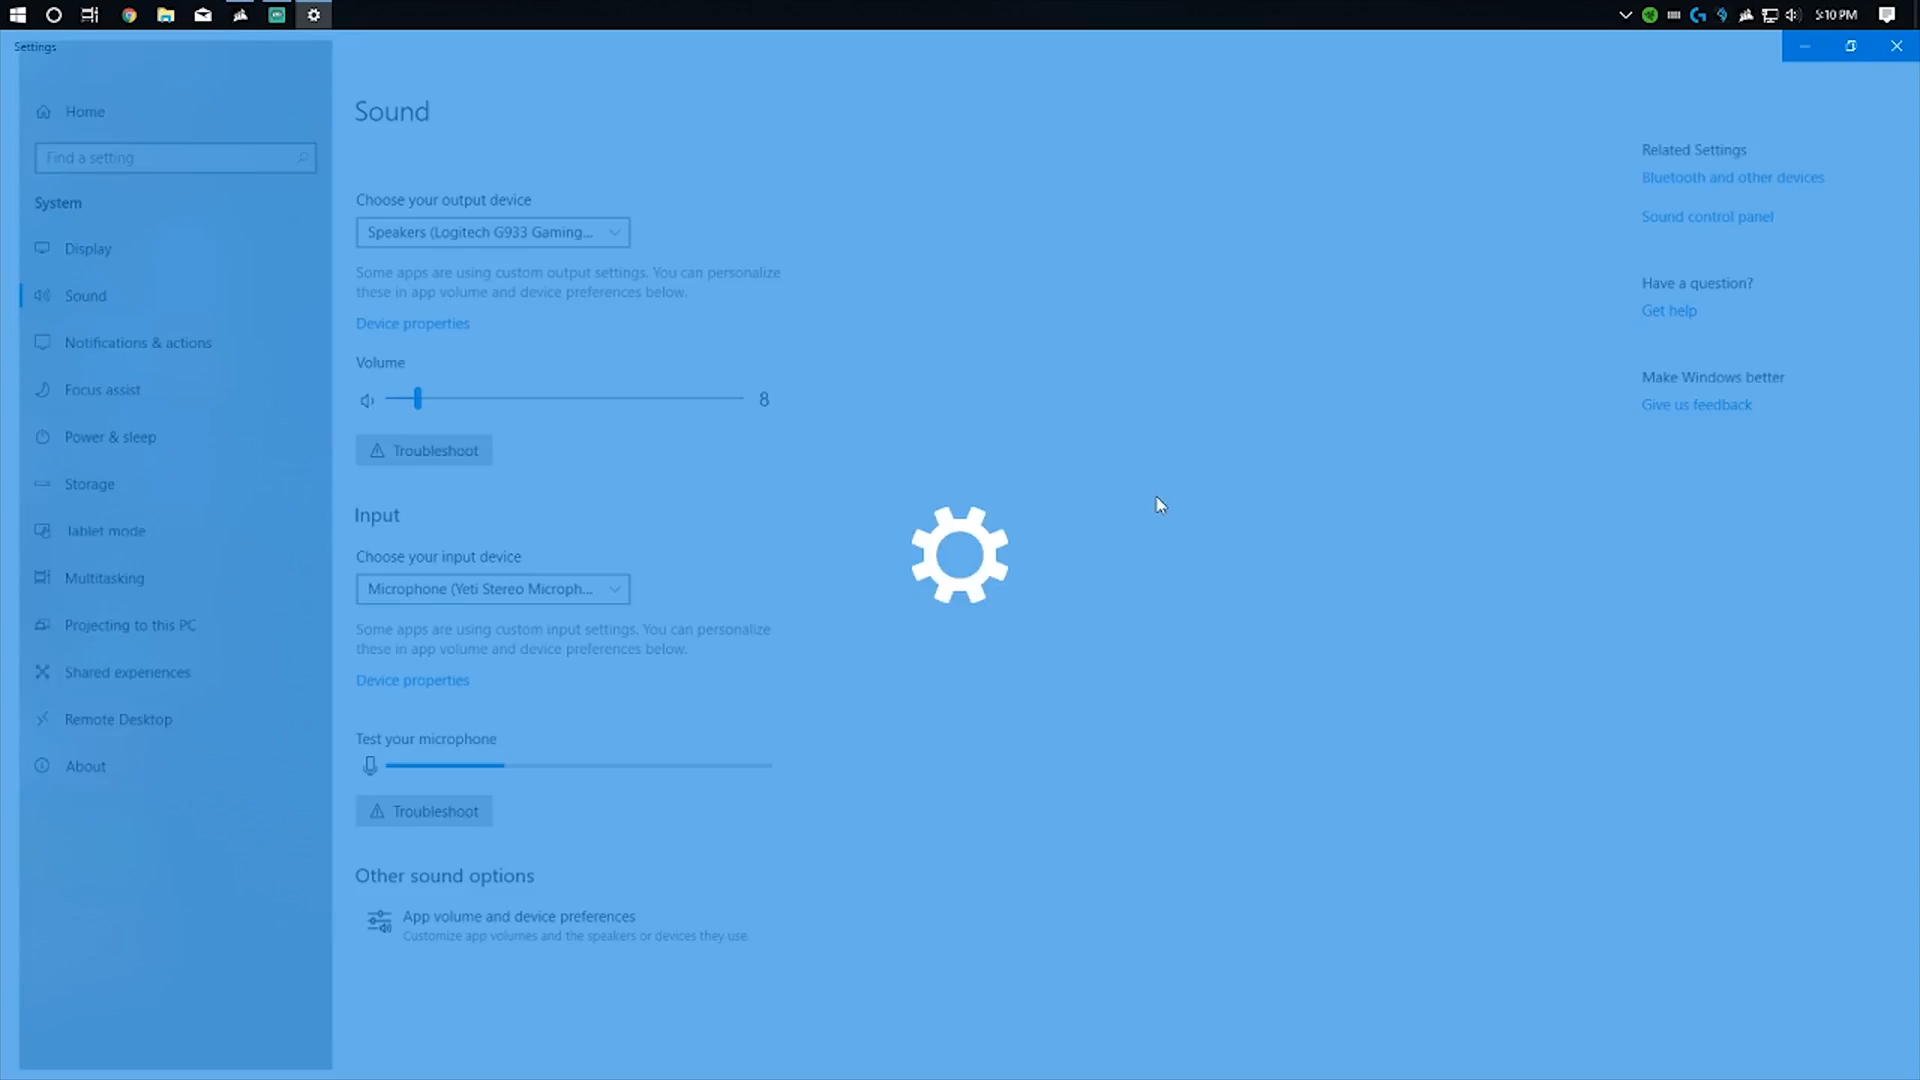 5:10 PM
Settings
Home
Find a setting
System
Display
Sound
Notifications & actions
Focus assist
Power & sleep
Storage
Tablet mode
Multitasking
Projecting to this PC
Shared experiences
Remote Desktop
About
Sound
Choose your output device
Speakers (Logitech G933 Gaming...
Some apps are using custom output settings. You can personalize
these in app volume and device preferences below.
Device properties
Volume
8
Troubleshoot
Input
Choose your input device
Microphone (Yeti Stereo Microph...
Some apps are using custom input settings. You can personalize
these in app volume and device preferences below.
Device properties
Test your microphone
Troubleshoot
Other sound options
App volume and device preferences
Customize app volumes and the speakers or devices they use.
Related Settings
Bluetooth and other devices
Sound control panel
Have a question?
Get help
Make Windows better
Give us feedback